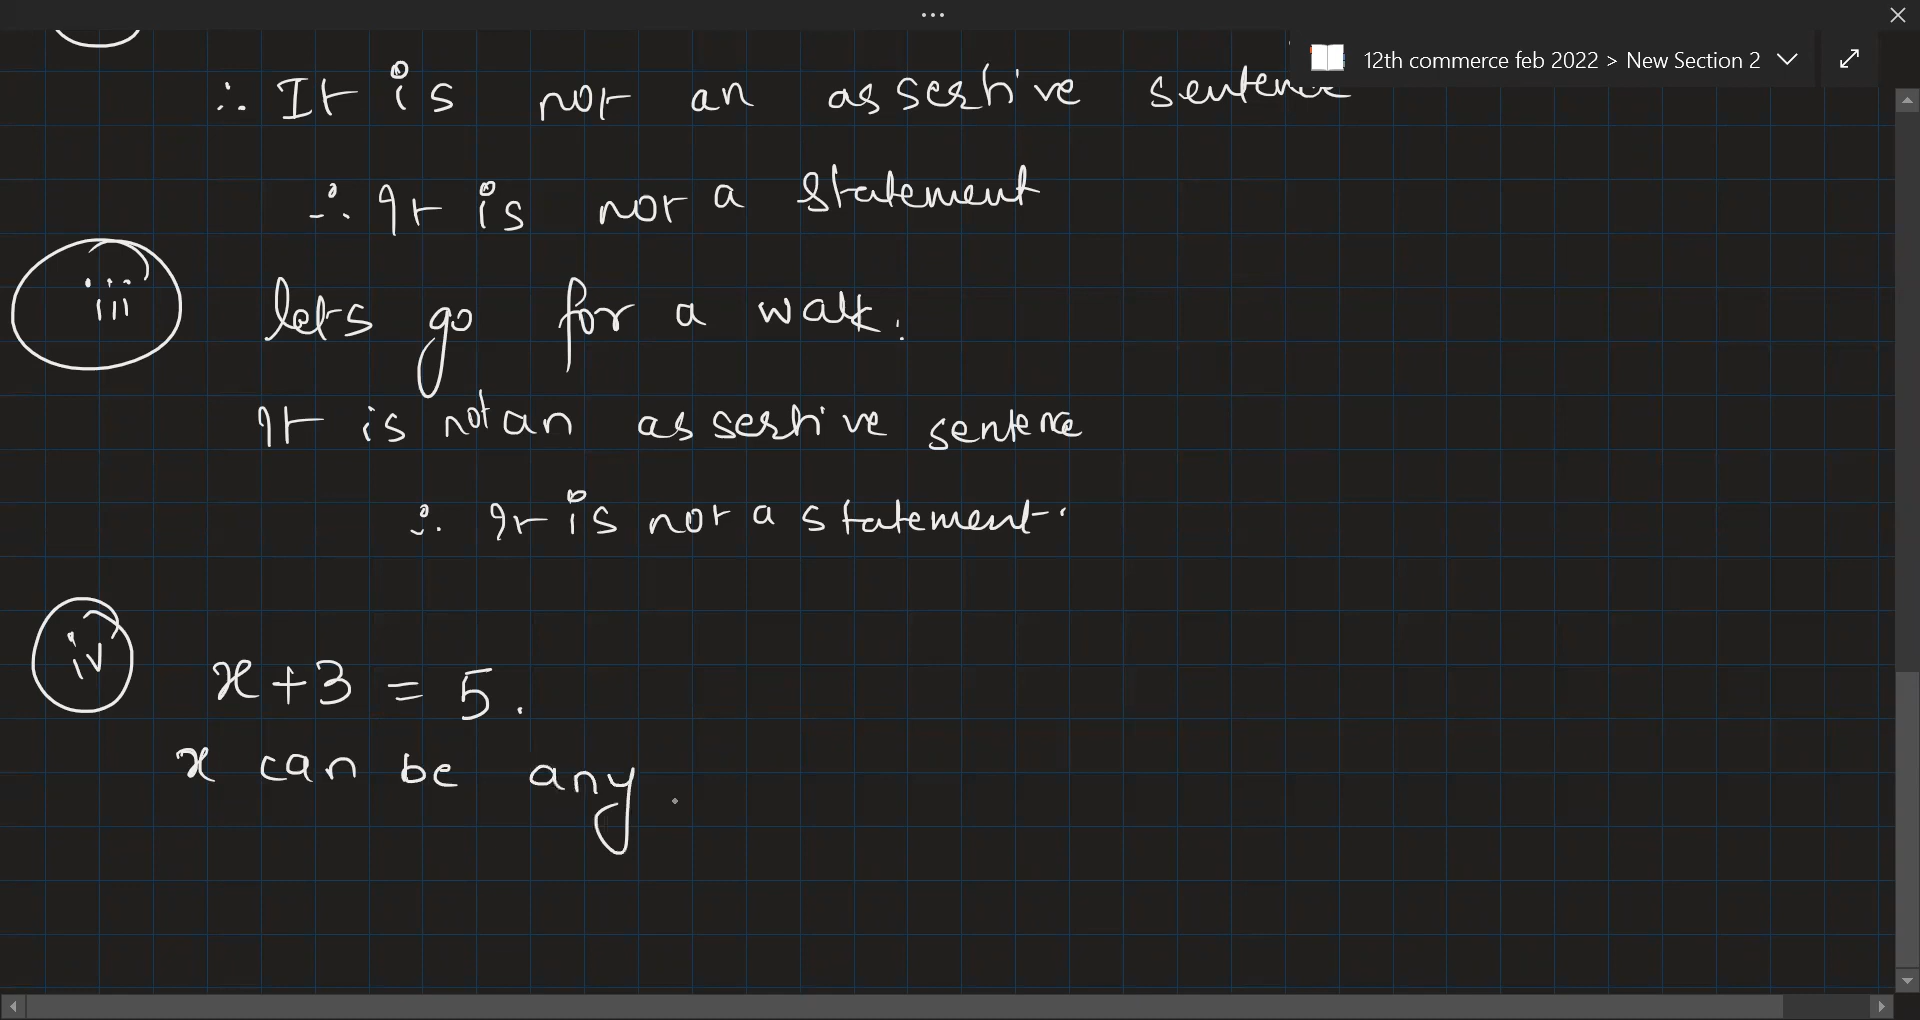 ...
12th commerce feb 2022 > New Section 2
∴ It is not an assertive sentence
∴ It is not a statement
iii let's go for a walk.
It is not an assertive sentence
∴ It is not a statement.
iv x+3 = 5.
x can be any